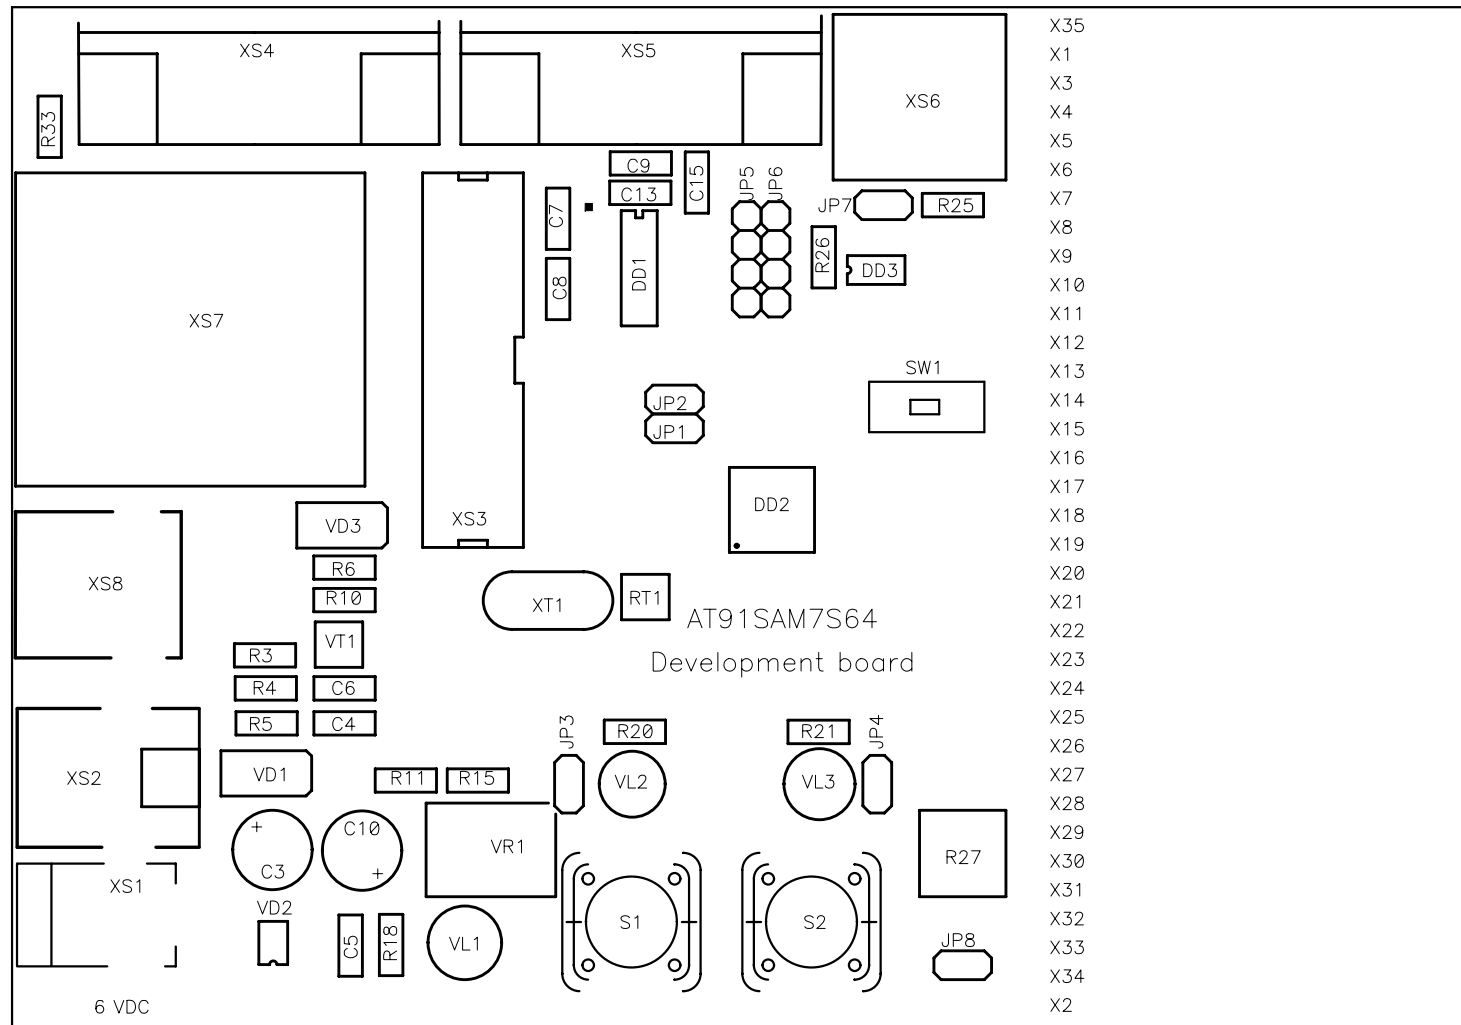 X35
XS4
XS5
X1
X3
XS6
X4
R33
X5
C9
X6
C13
C15
JP5
JP6
X7
JP7
R25
C7
X8
R26
X9
DD1
DD3
C8
X10
XS7
X11
X12
SW1
X13
JP2
X14
JP1
X15
X16
X17
DD2
X18
XS3
VD3
X19
R6
X20
XS8
R10
XT1
RT1
X21
AT91SAM7S64
X22
VT1
R3
Development board
X23
R4
C6
X24
R5
C4
JP3
R20
R21
JP4
X25
X26
XS2
VD1
R11
R15
VL2
VL3
X27
X28
+
C10
X29
VR1
R27
C3
+
X30
XS1
X31
VD2
S1
S2
X32
C5
R18
VL1
JP8
X33
X34
6 VDC
X2